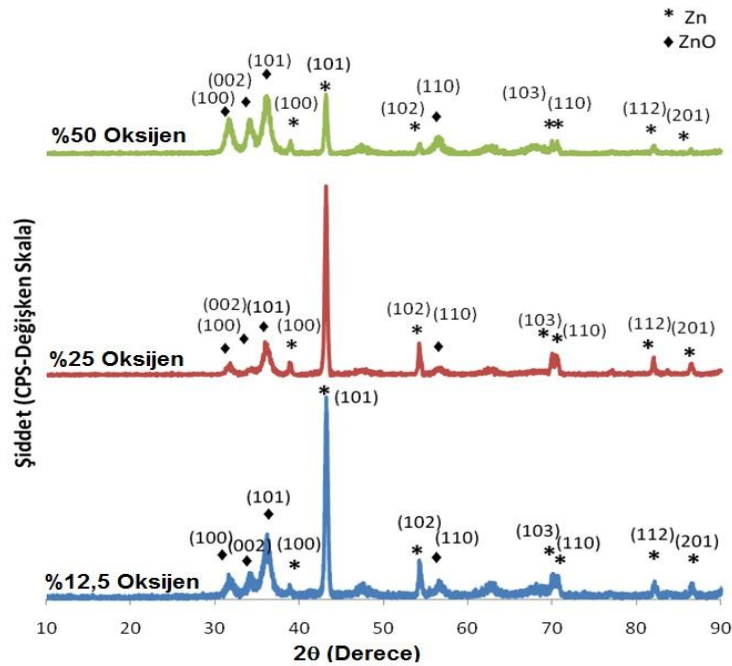 * Zn
♦ ZnO
(100) (002) (101) (100) (101) (102) (110) (103) (110) (112) (201)
%50 Oksijen
(100) (002) (101) (100) (102) (110) (103) (110) (112) (201)
%25 Oksijen
* (101)
(100) (002) (101) (100) (102) (110) (103) (110) (112) (201)
%12,5 Oksijen
Şiddet (CPS-Değişken Skala)
10 20 30 40 50 60 70 80 90
2θ (Derece)